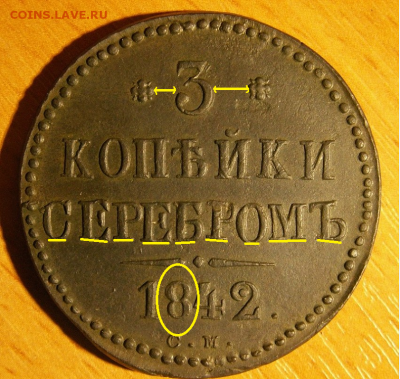 COINS.LAVE.RU
3
КОПѢЙКИ
СЕРЕБРОМЪ
1842.
С. М.